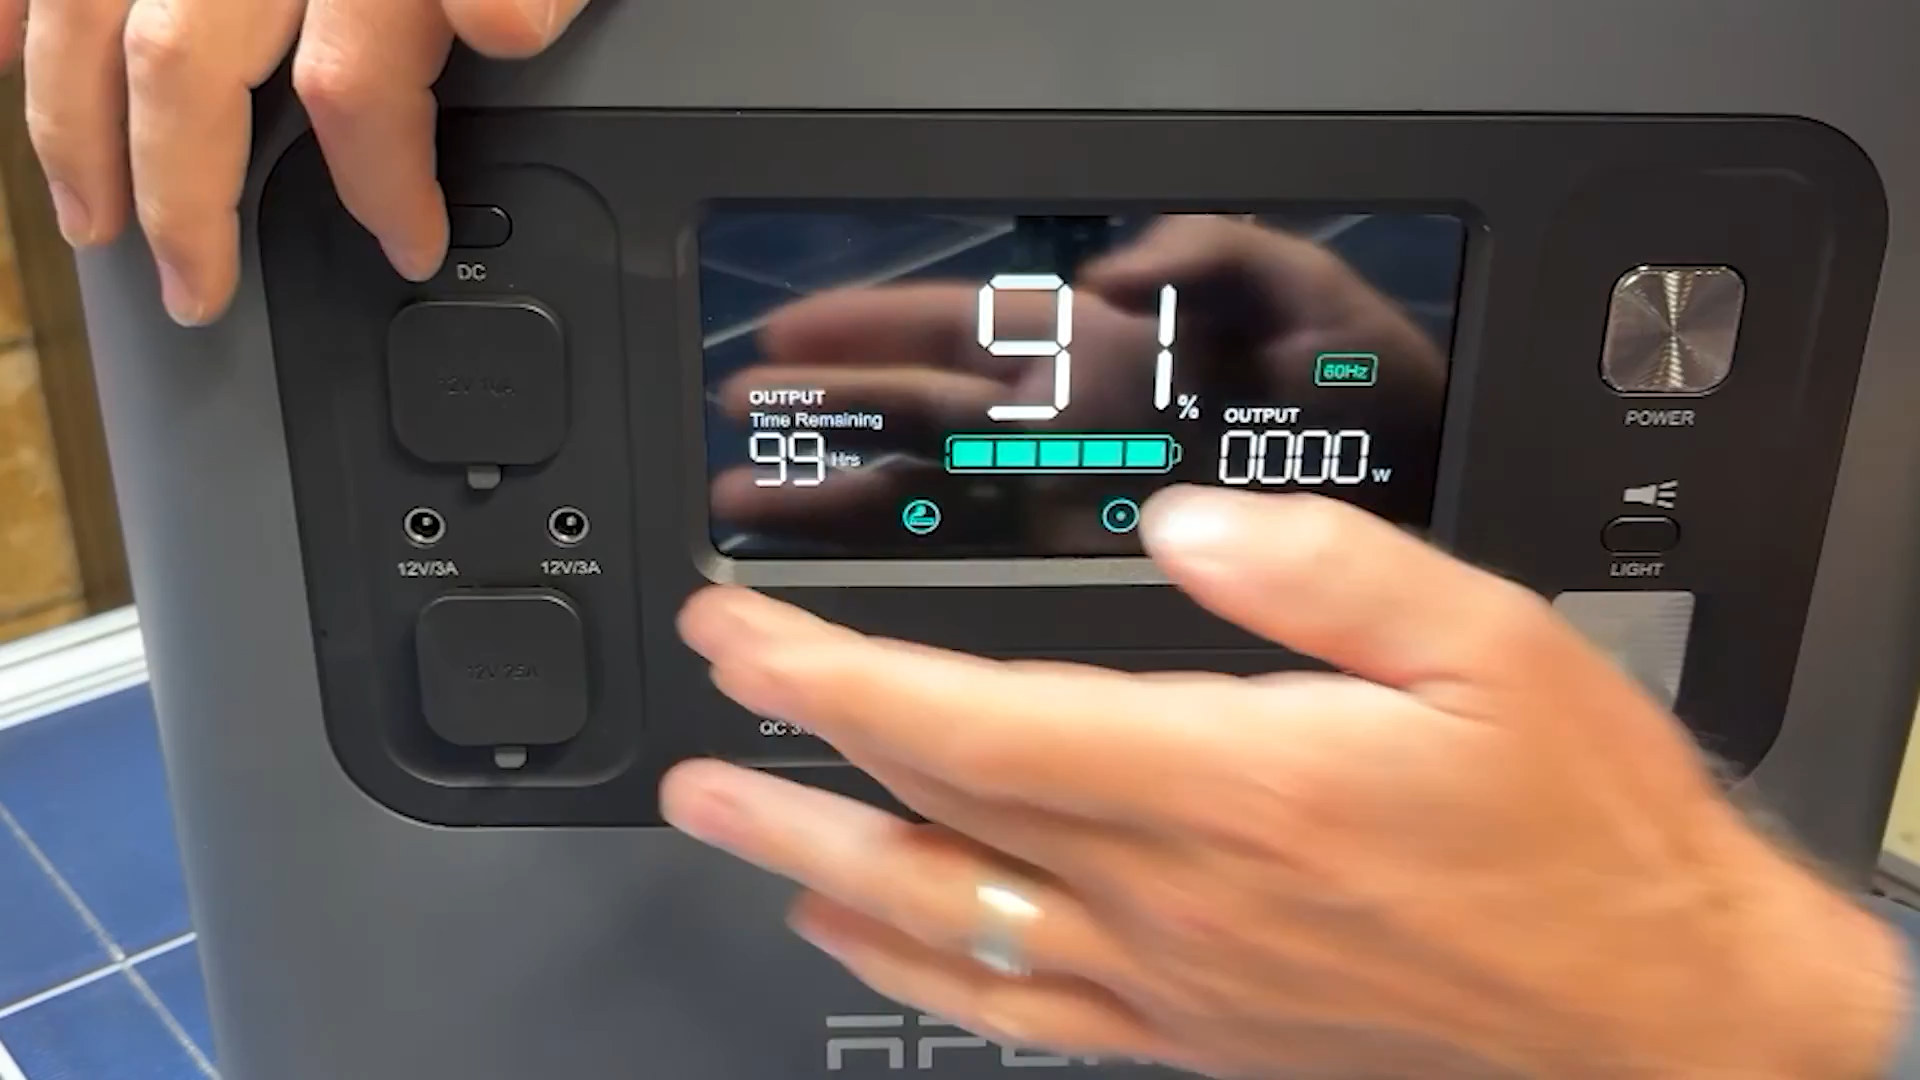 DC
12V 10A
12V/3A 12V/3A
12V 25A
91 %
60Hz
OUTPUT
Time Remaining
99 Hrs
OUTPUT
0000 W
QC 3.
POWER
LIGHT